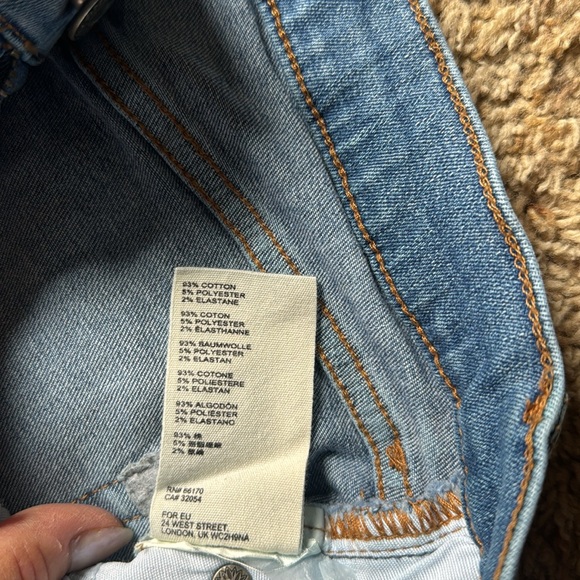 93% COTTON
5% POLYESTER
2% ELASTANE
93% COTON
5% POLYESTER
2% ÉLASTHANNE
93% BAUMWOLLE
5% POLYESTER
2% ELASTAN
93% COTONE
5% POLIESTERE
2% ELASTAN
93% ALGODÓN
5% POLIÉSTER
2% ELASTANO
93% 棉
5%
2%
RN# 66170
CA# 32054
FOR EU
24 WEST STREET,
LONDON, UK WC2H9NA